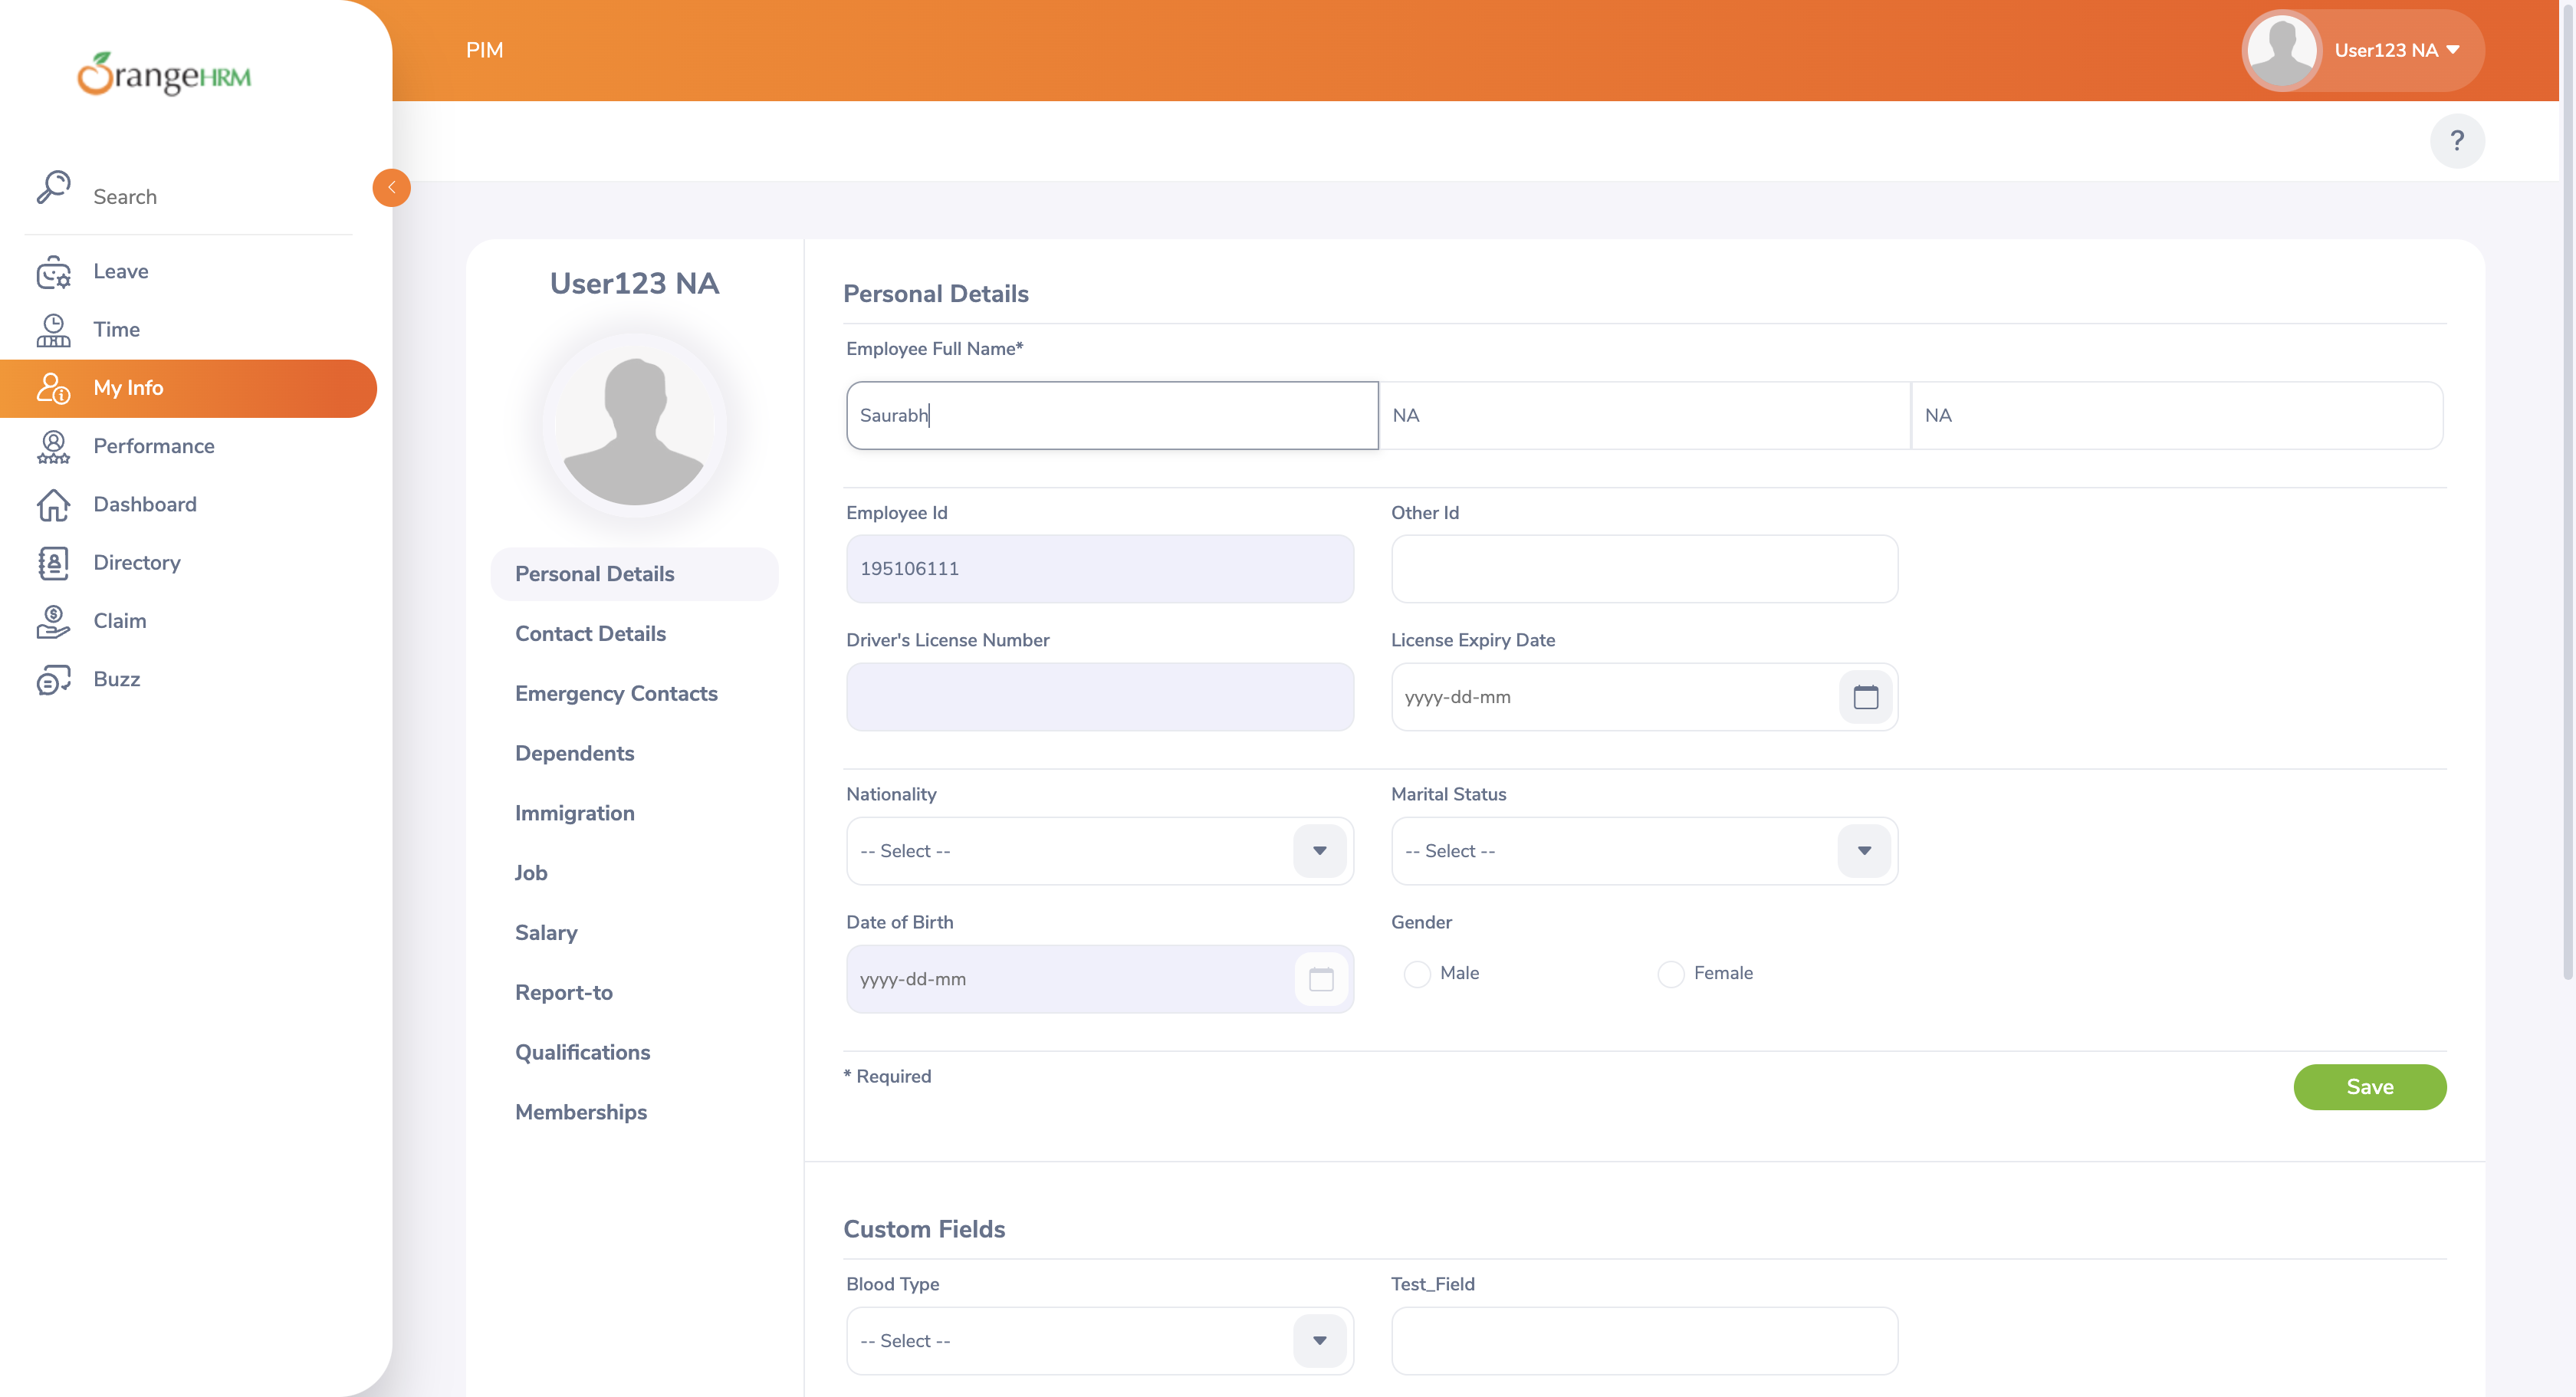 OrangeHRM
PIM
User123 NA
?
Search
Leave
Time
My Info
Performance
Dashboard
Directory
Claim
Buzz
User123 NA
Personal Details
Contact Details
Emergency Contacts
Dependents
Immigration
Job
Salary
Report-to
Qualifications
Memberships
Personal Details
Employee Full Name*
Saurabh NA NA
Employee Id Other Id
195106111
Driver's License Number License Expiry Date
yyyy-dd-mm
Nationality Marital Status
-- Select -- -- Select --
Date of Birth Gender
yyyy-dd-mm Male Female
* Required
Save
Custom Fields
Blood Type Test_Field
-- Select --